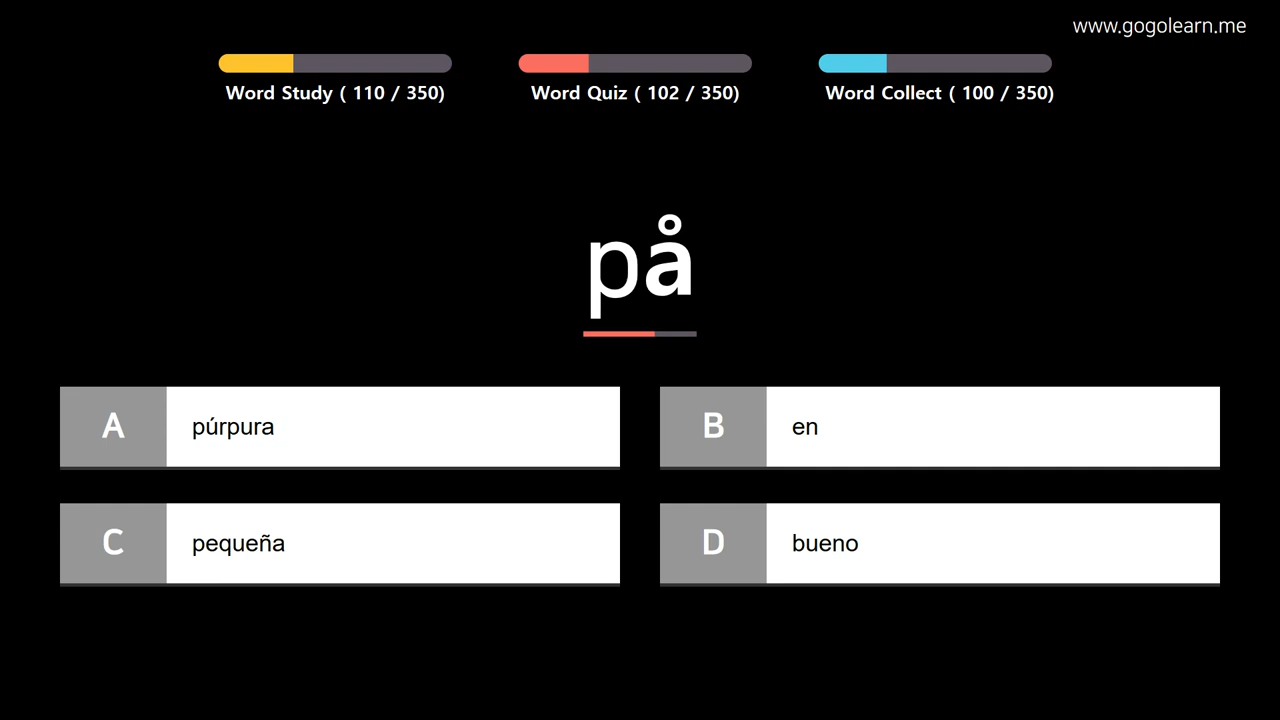 www.gogolearn.me
Word Study ( 110 / 350)
Word Quiz ( 102 / 350)
Word Collect ( 100 / 350)
på
A púrpura
B en
C pequeña
D bueno